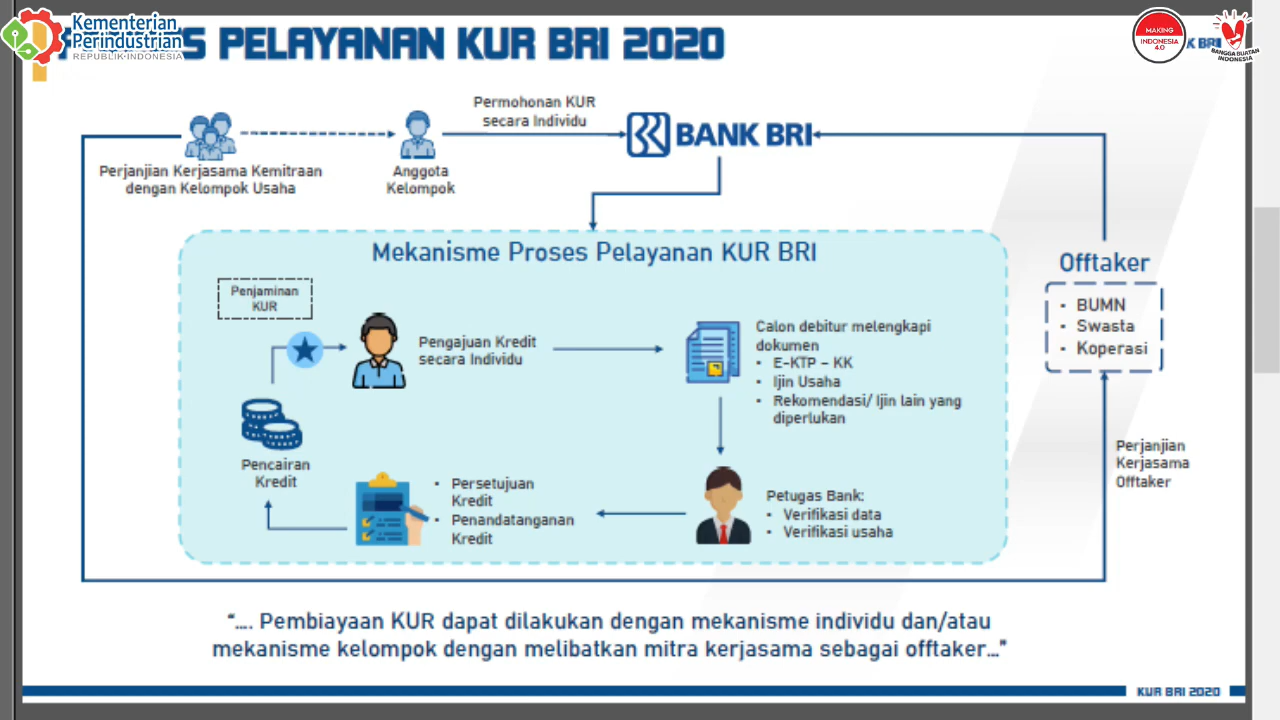 Kementerian
Perindustrian
REPUBLIK INDONESIA
PELAYANAN KUR BRI 2020
MAKING
INDONESIA
4.0
BANGGA BUATAN
INDONESIA
K BRI
Permohonan KUR
secara Individu
BANK BRI
Perjanjian Kerjasama Kemitraan
dengan Kelompok Usaha
Anggota
Kelompok
Mekanisme Proses Pelayanan KUR BRI
Offtaker
• BUMN
• Swasta
• Koperasi
Penjaminan
KUR
Pengajuan Kredit
secara Individu
Calon debitur melengkapi
dokumen
• E-KTP – KK
• Ijin Usaha
• Rekomendasi/ Ijin lain yang
diperlukan
Perjanjian
Kerjasama
Offtaker
Pencairan
Kredit
• Persetujuan
Kredit
• Penandatanganan
Kredit
Petugas Bank:
• Verifikasi data
• Verifikasi usaha
“.... Pembiayaan KUR dapat dilakukan dengan mekanisme individu dan/atau
mekanisme kelompok dengan melibatkan mitra kerjasama sebagai offtaker...”
KUR BRI 2020